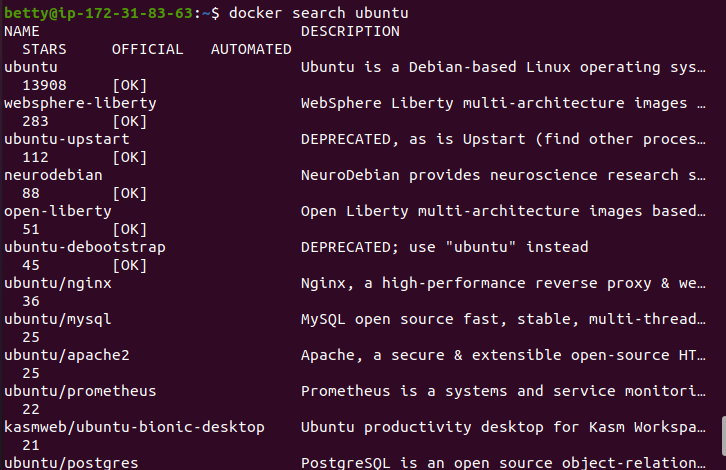 betty@ip-172-31-83-63:~$ docker search ubuntu
NAME                             DESCRIPTION
  STARS     OFFICIAL   AUTOMATED
ubuntu                           Ubuntu is a Debian-based Linux operating sys…
  13908     [OK]
websphere-liberty                WebSphere Liberty multi-architecture images …
  283       [OK]
ubuntu-upstart                   DEPRECATED, as is Upstart (find other proces…
  112       [OK]
neurodebian                      NeuroDebian provides neuroscience research s…
  88        [OK]
open-liberty                     Open Liberty multi-architecture images based…
  51        [OK]
ubuntu-debootstrap               DEPRECATED; use "ubuntu" instead
  45        [OK]
ubuntu/nginx                     Nginx, a high-performance reverse proxy & we…
  36
ubuntu/mysql                     MySQL open source fast, stable, multi-thread…
  25
ubuntu/apache2                   Apache, a secure & extensible open-source HT…
  25
ubuntu/prometheus                Prometheus is a systems and service monitori…
  22
kasmweb/ubuntu-bionic-desktop    Ubuntu productivity desktop for Kasm Workspa…
  21
ubuntu/postgres                  PostgreSQL is an open source object-relation…